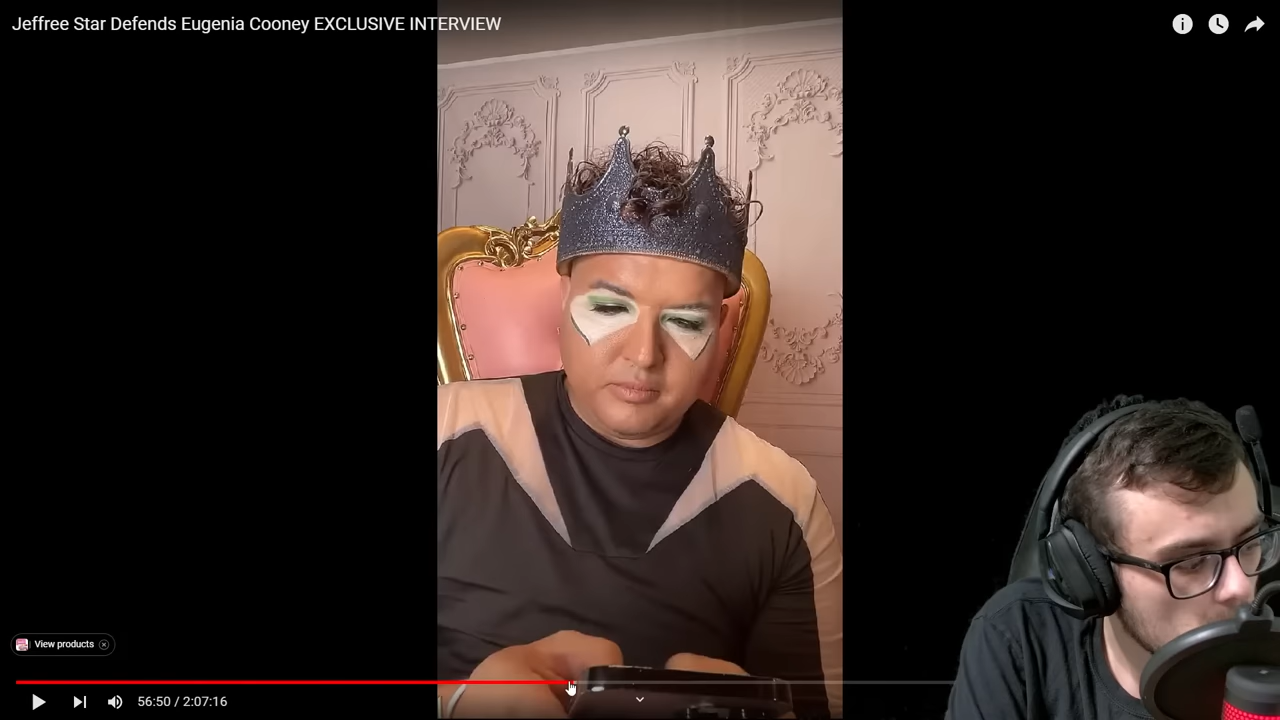 Jeffree Star Defends Eugenia Cooney EXCLUSIVE INTERVIEW
View products
56:50 / 2:07:16